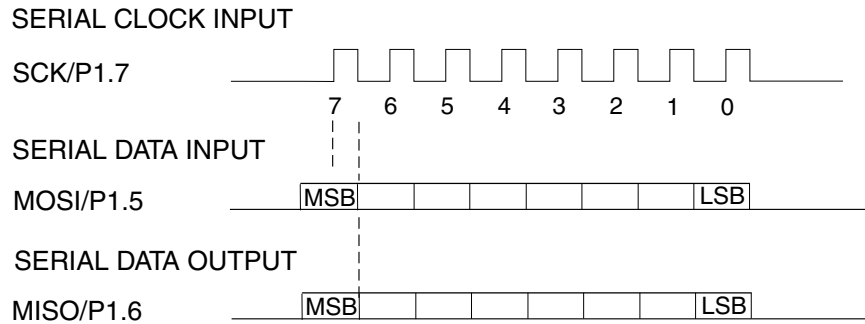 SERIAL CLOCK INPUT
SCK/P1.7
7 6 5 4 3 2 1 0
SERIAL DATA INPUT
MOSI/P1.5 MSB LSB
SERIAL DATA OUTPUT
MISO/P1.6 MSB LSB